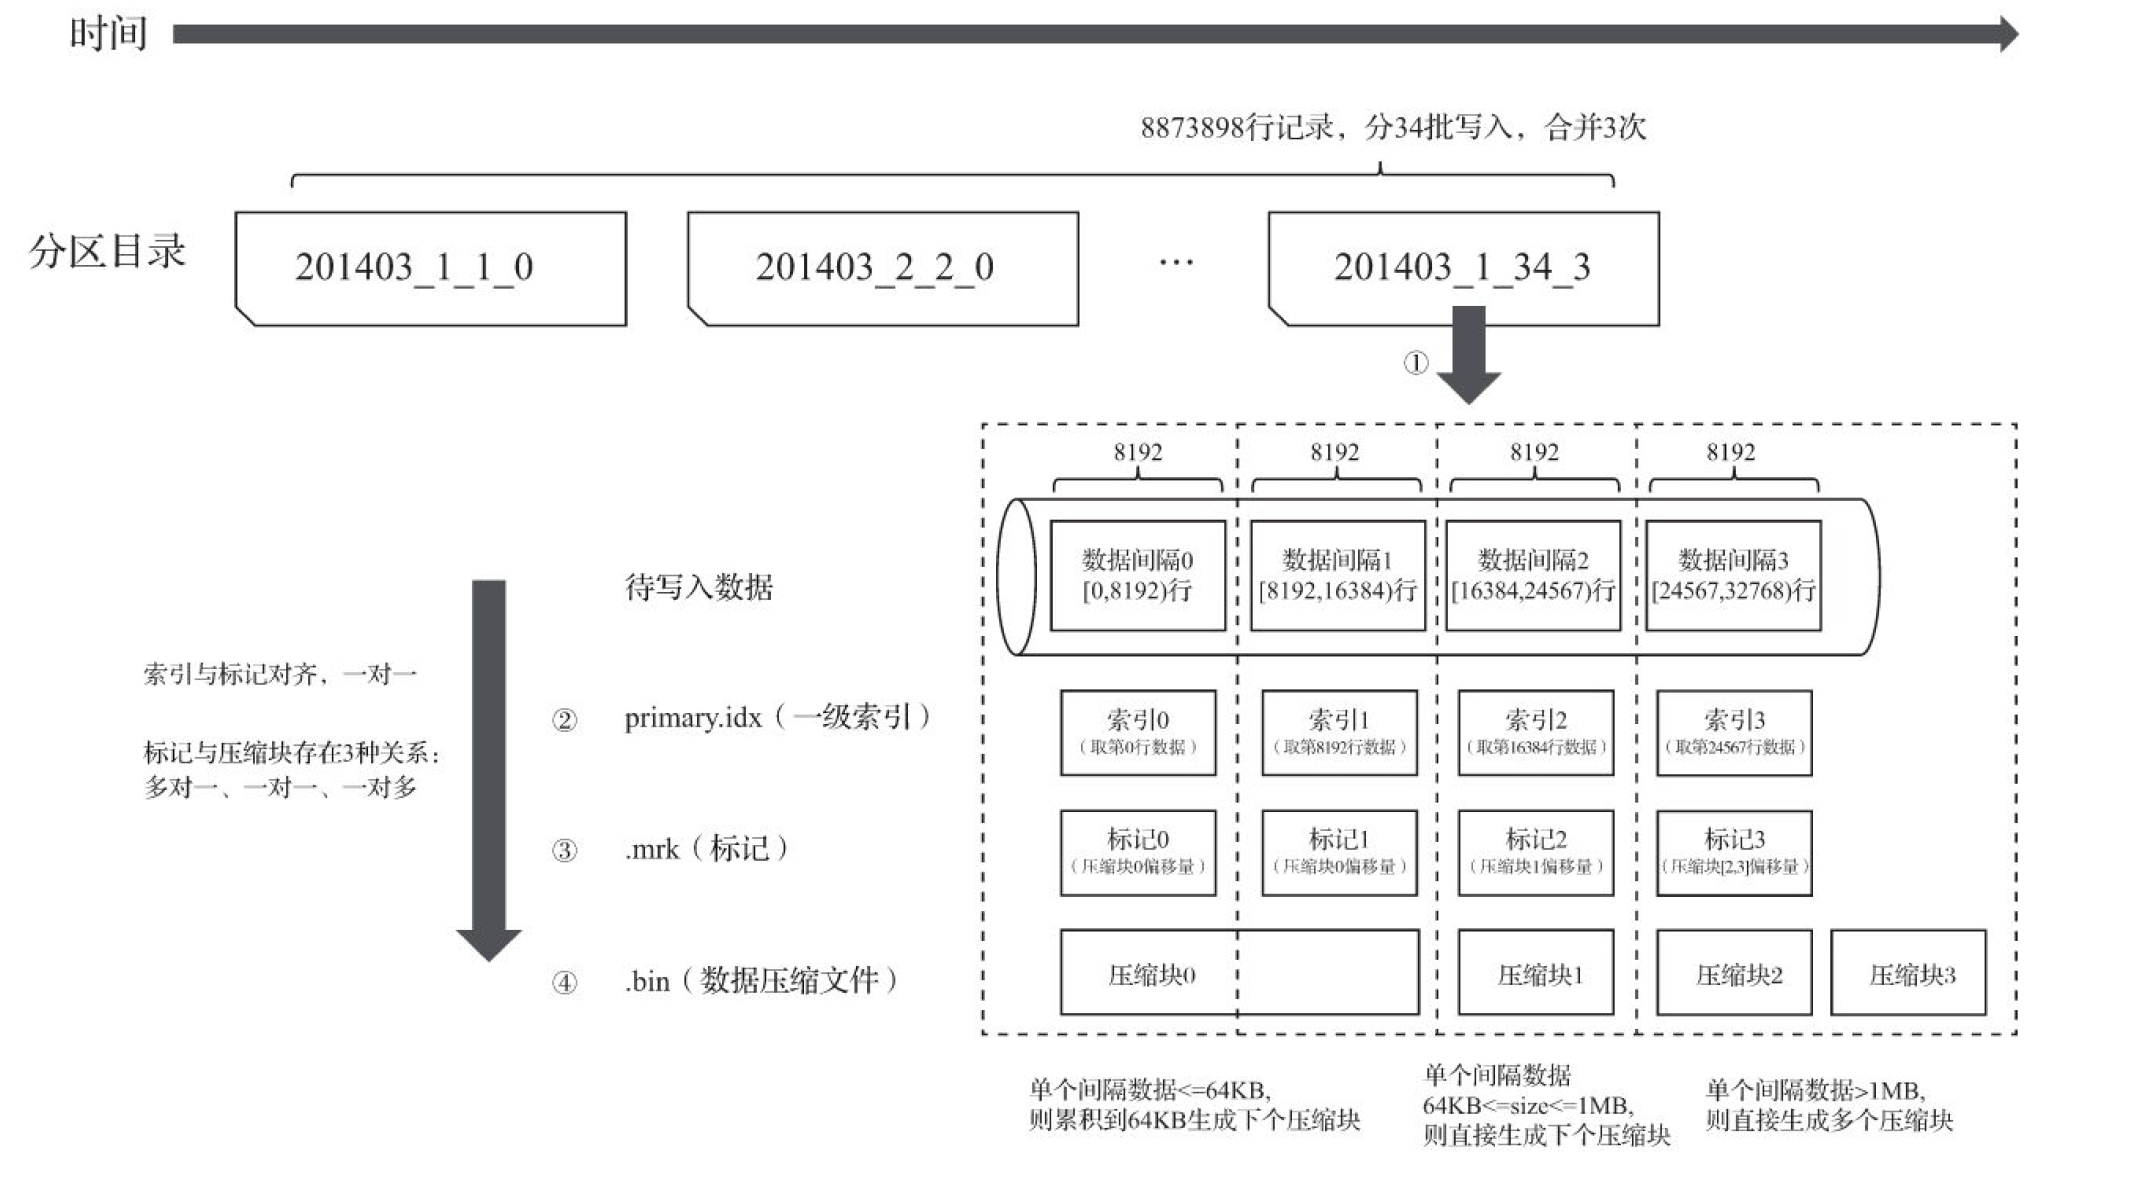 时间
8873898行记录，分34批写入，合并3次
分区目录
201403_1_1_0
201403_2_2_0
...
201403_1_34_3
①
8192
8192
8192
8192
待写入数据
数据间隔0
[0,8192)行
数据间隔1
[8192,16384)行
数据间隔2
[16384,24567)行
数据间隔3
[24567,32768)行
索引与标记对齐，一对一
标记与压缩块存在3种关系：
多对一、一对一、一对多
②
primary.idx（一级索引）
索引0
（取第0行数据）
索引1
（取第8192行数据）
索引2
（取第16384行数据）
索引3
（取第24567行数据）
③
.mrk（标记）
标记0
（压缩块0偏移量）
标记1
（压缩块0偏移量）
标记2
（压缩块1偏移量）
标记3
（压缩块[2,3]偏移量）
④
.bin（数据压缩文件）
压缩块0
压缩块1
压缩块2
压缩块3
单个间隔数据<=64KB,
则累积到64KB生成下个压缩块
单个间隔数据
64KB<=size<=1MB,
则直接生成下个压缩块
单个间隔数据>1MB,
则直接生成多个压缩块